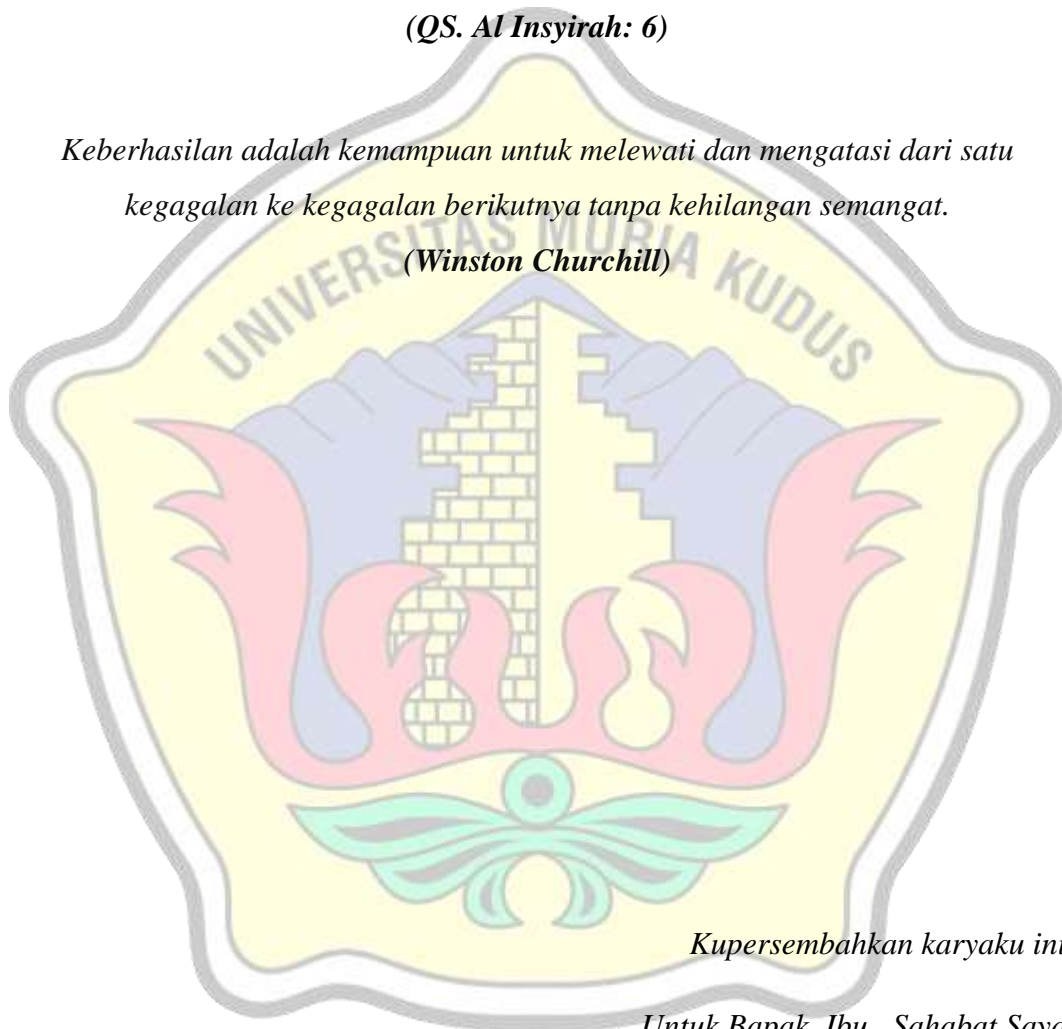 (QS. Al Insyirah: 6)
Keberhasilan adalah kemampuan untuk melewati dan mengatasi dari satu
kegagalan ke kegagalan berikutnya tanpa kehilangan semangat.
(Winston Churchill)
UNIVERSITAS MURIA KUDUS
Kupersembahkan karyaku ini
Untuk Bapak, Ibu, Sahabat Saya